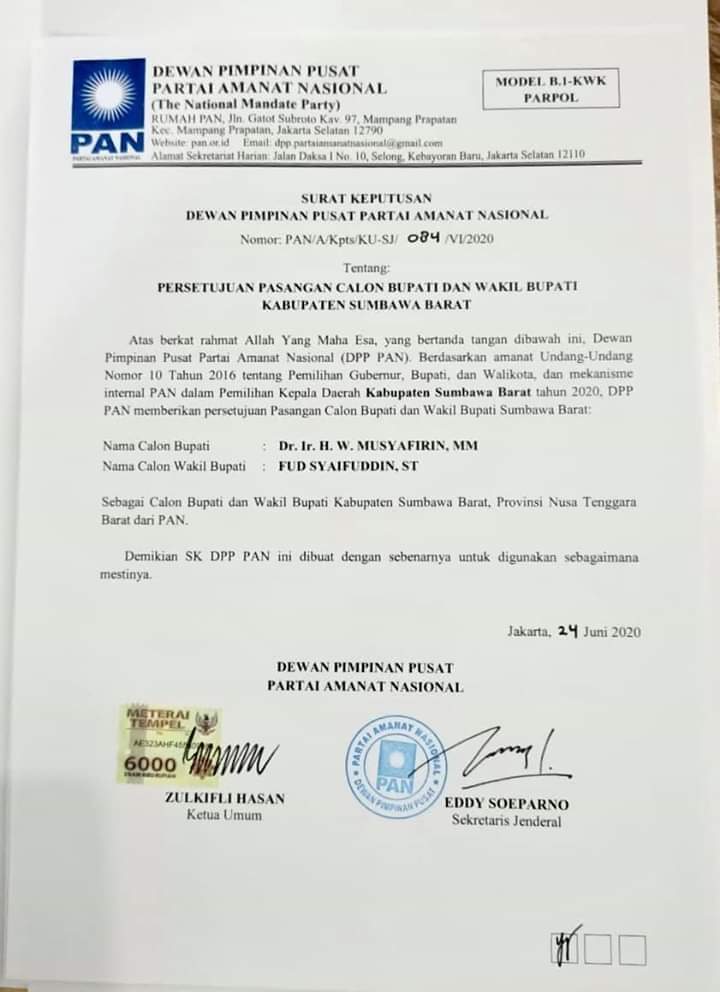 DEWAN PIMPINAN PUSAT
PARTAI AMANAT NASIONAL
(The National Mandate Party)
RUMAH PAN, Jln. Gatot Subroto Kav. 97, Mampang Prapatan
Kec. Mampang Prapatan, Jakarta Selatan 12790
Website: pan.or.id Email: dpp.partaiamanatnasional@gmail.com
Alamat Sekretariat Harian: Jalan Daksa I No. 10, Selong, Kebayoran Baru, Jakarta Selatan 12110
PAN
PARTAI AMANAT NASIONAL
MODEL B.1-KWK
PARPOL
SURAT KEPUTUSAN
DEWAN PIMPINAN PUSAT PARTAI AMANAT NASIONAL
Nomor: PAN/A/Kpts/KU-SJ/ 084 /VI/2020
Tentang:
PERSETUJUAN PASANGAN CALON BUPATI DAN WAKIL BUPATI
KABUPATEN SUMBAWA BARAT
Atas berkat rahmat Allah Yang Maha Esa, yang bertanda tangan dibawah ini, Dewan
Pimpinan Pusat Partai Amanat Nasional (DPP PAN). Berdasarkan amanat Undang-Undang
Nomor 10 Tahun 2016 tentang Pemilihan Gubernur, Bupati, dan Walikota, dan mekanisme
internal PAN dalam Pemilihan Kepala Daerah Kabupaten Sumbawa Barat tahun 2020, DPP
PAN memberikan persetujuan Pasangan Calon Bupati dan Wakil Bupati Sumbawa Barat:
Nama Calon Bupati : Dr. Ir. H. W. MUSYAFIRIN, MM
Nama Calon Wakil Bupati : FUD SYAIFUDDIN, ST
Sebagai Calon Bupati dan Wakil Bupati Kabupaten Sumbawa Barat, Provinsi Nusa Tenggara
Barat dari PAN.
Demikian SK DPP PAN ini dibuat dengan sebenarnya untuk digunakan sebagaimana
mestinya.
Jakarta, 24 Juni 2020
DEWAN PIMPINAN PUSAT
PARTAI AMANAT NASIONAL
METERAI
TEMPEL
6000
ENAM RIBU RUPIAH
PARTAI AMANAT NASIONAL
PAN
DEWAN PIMPINAN PUSAT
ZULKIFLI HASAN
Ketua Umum
EDDY SOEPARNO
Sekretaris Jenderal